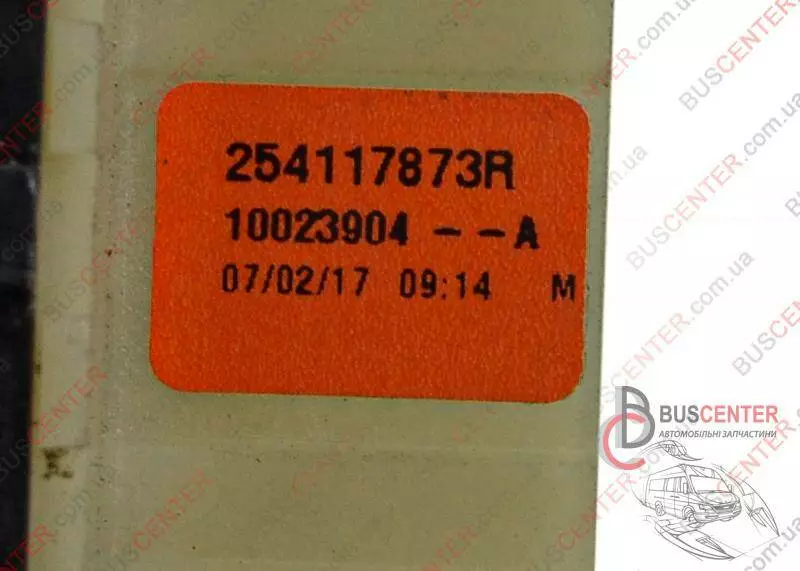 254117873R
10023904 - - A
07/02/17 09:14 M
BUSCENTER
АВТОМОБІЛЬНІ ЗАПЧАСТИНИ
BUSCENTER.com.ua